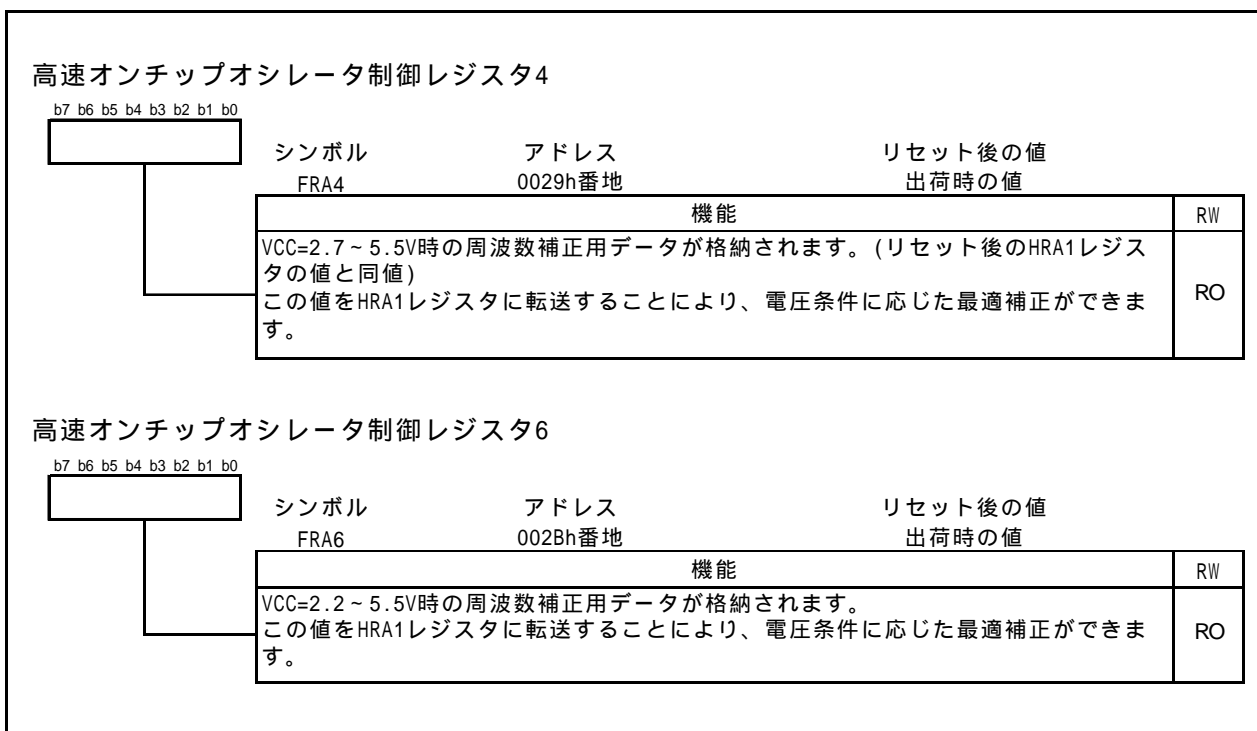 高速オンチップオシレータ制御レジスタ4
b7 b6 b5 b4 b3 b2 b1 b0
シンボル アドレス リセット後の値
FRA4 0029h番地 出荷時の値
機能 RW
VCC=2.7~5.5V時の周波数補正用データが格納されます。(リセット後のHRA1レジス
タの値と同値)
この値をHRA1レジスタに転送することにより、電圧条件に応じた最適補正ができま
す。
RO
高速オンチップオシレータ制御レジスタ6
b7 b6 b5 b4 b3 b2 b1 b0
シンボル アドレス リセット後の値
FRA6 002Bh番地 出荷時の値
機能 RW
VCC=2.2~5.5V時の周波数補正用データが格納されます。
この値をHRA1レジスタに転送することにより、電圧条件に応じた最適補正ができま
す。
RO